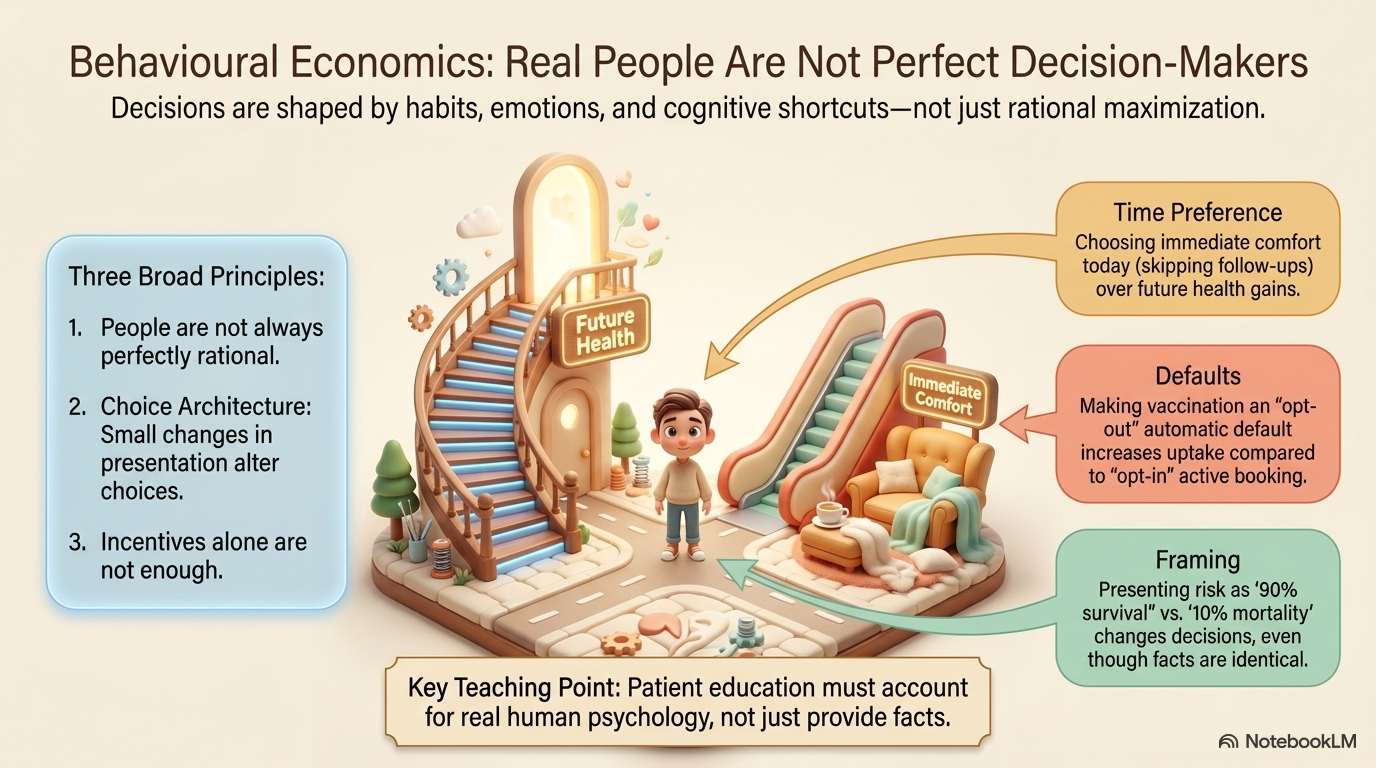 Behavioural Economics: Real People Are Not Perfect Decision-Makers
Decisions are shaped by habits, emotions, and cognitive shortcuts—not just rational maximization.
Three Broad Principles:
1. People are not always
perfectly rational.
2. Choice Architecture:
Small changes in
presentation alter
choices.
3. Incentives alone are
not enough.
Future
Health
Immediate
Comfort
Time Preference
Choosing immediate comfort
today (skipping follow-ups)
over future health gains.
Defaults
Making vaccination an “opt-
out” automatic default
increases uptake compared
to “opt-in” active booking.
Framing
Presenting risk as ‘90%
survival” vs. ‘10% mortality’
changes decisions, even
though facts are identical.
Key Teaching Point: Patient education must account
for real human psychology, not just provide facts.
NotebookLM